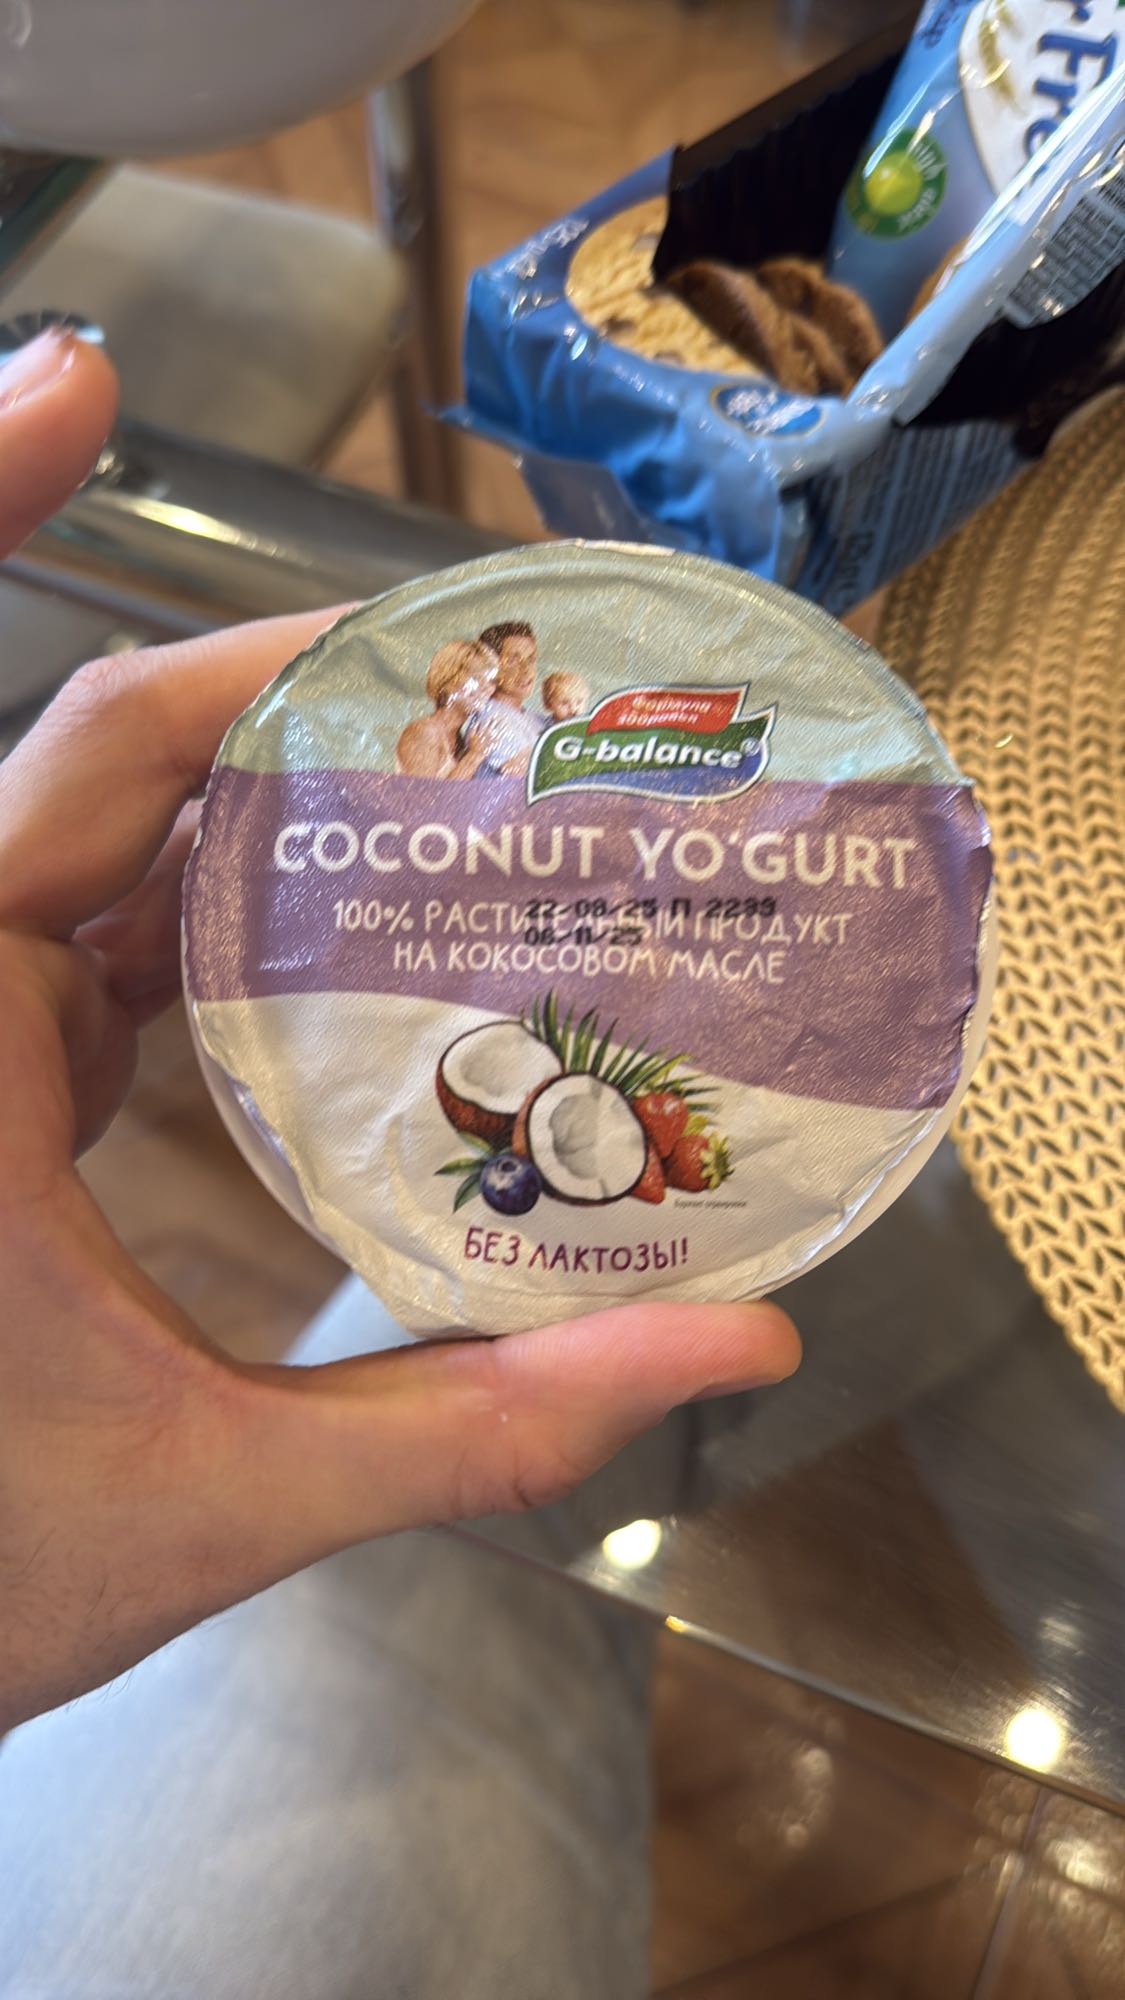 Формула
здоровья
G-balance®
COCONUT YO'GURT
22 08 25 П 2299
100% РАСТИТЕЛЬНЫЙ ПРОДУКТ
08 11 25
НА КОКОСОВОМ МАСЛЕ
БЕЗ ЛАКТОЗЫ!